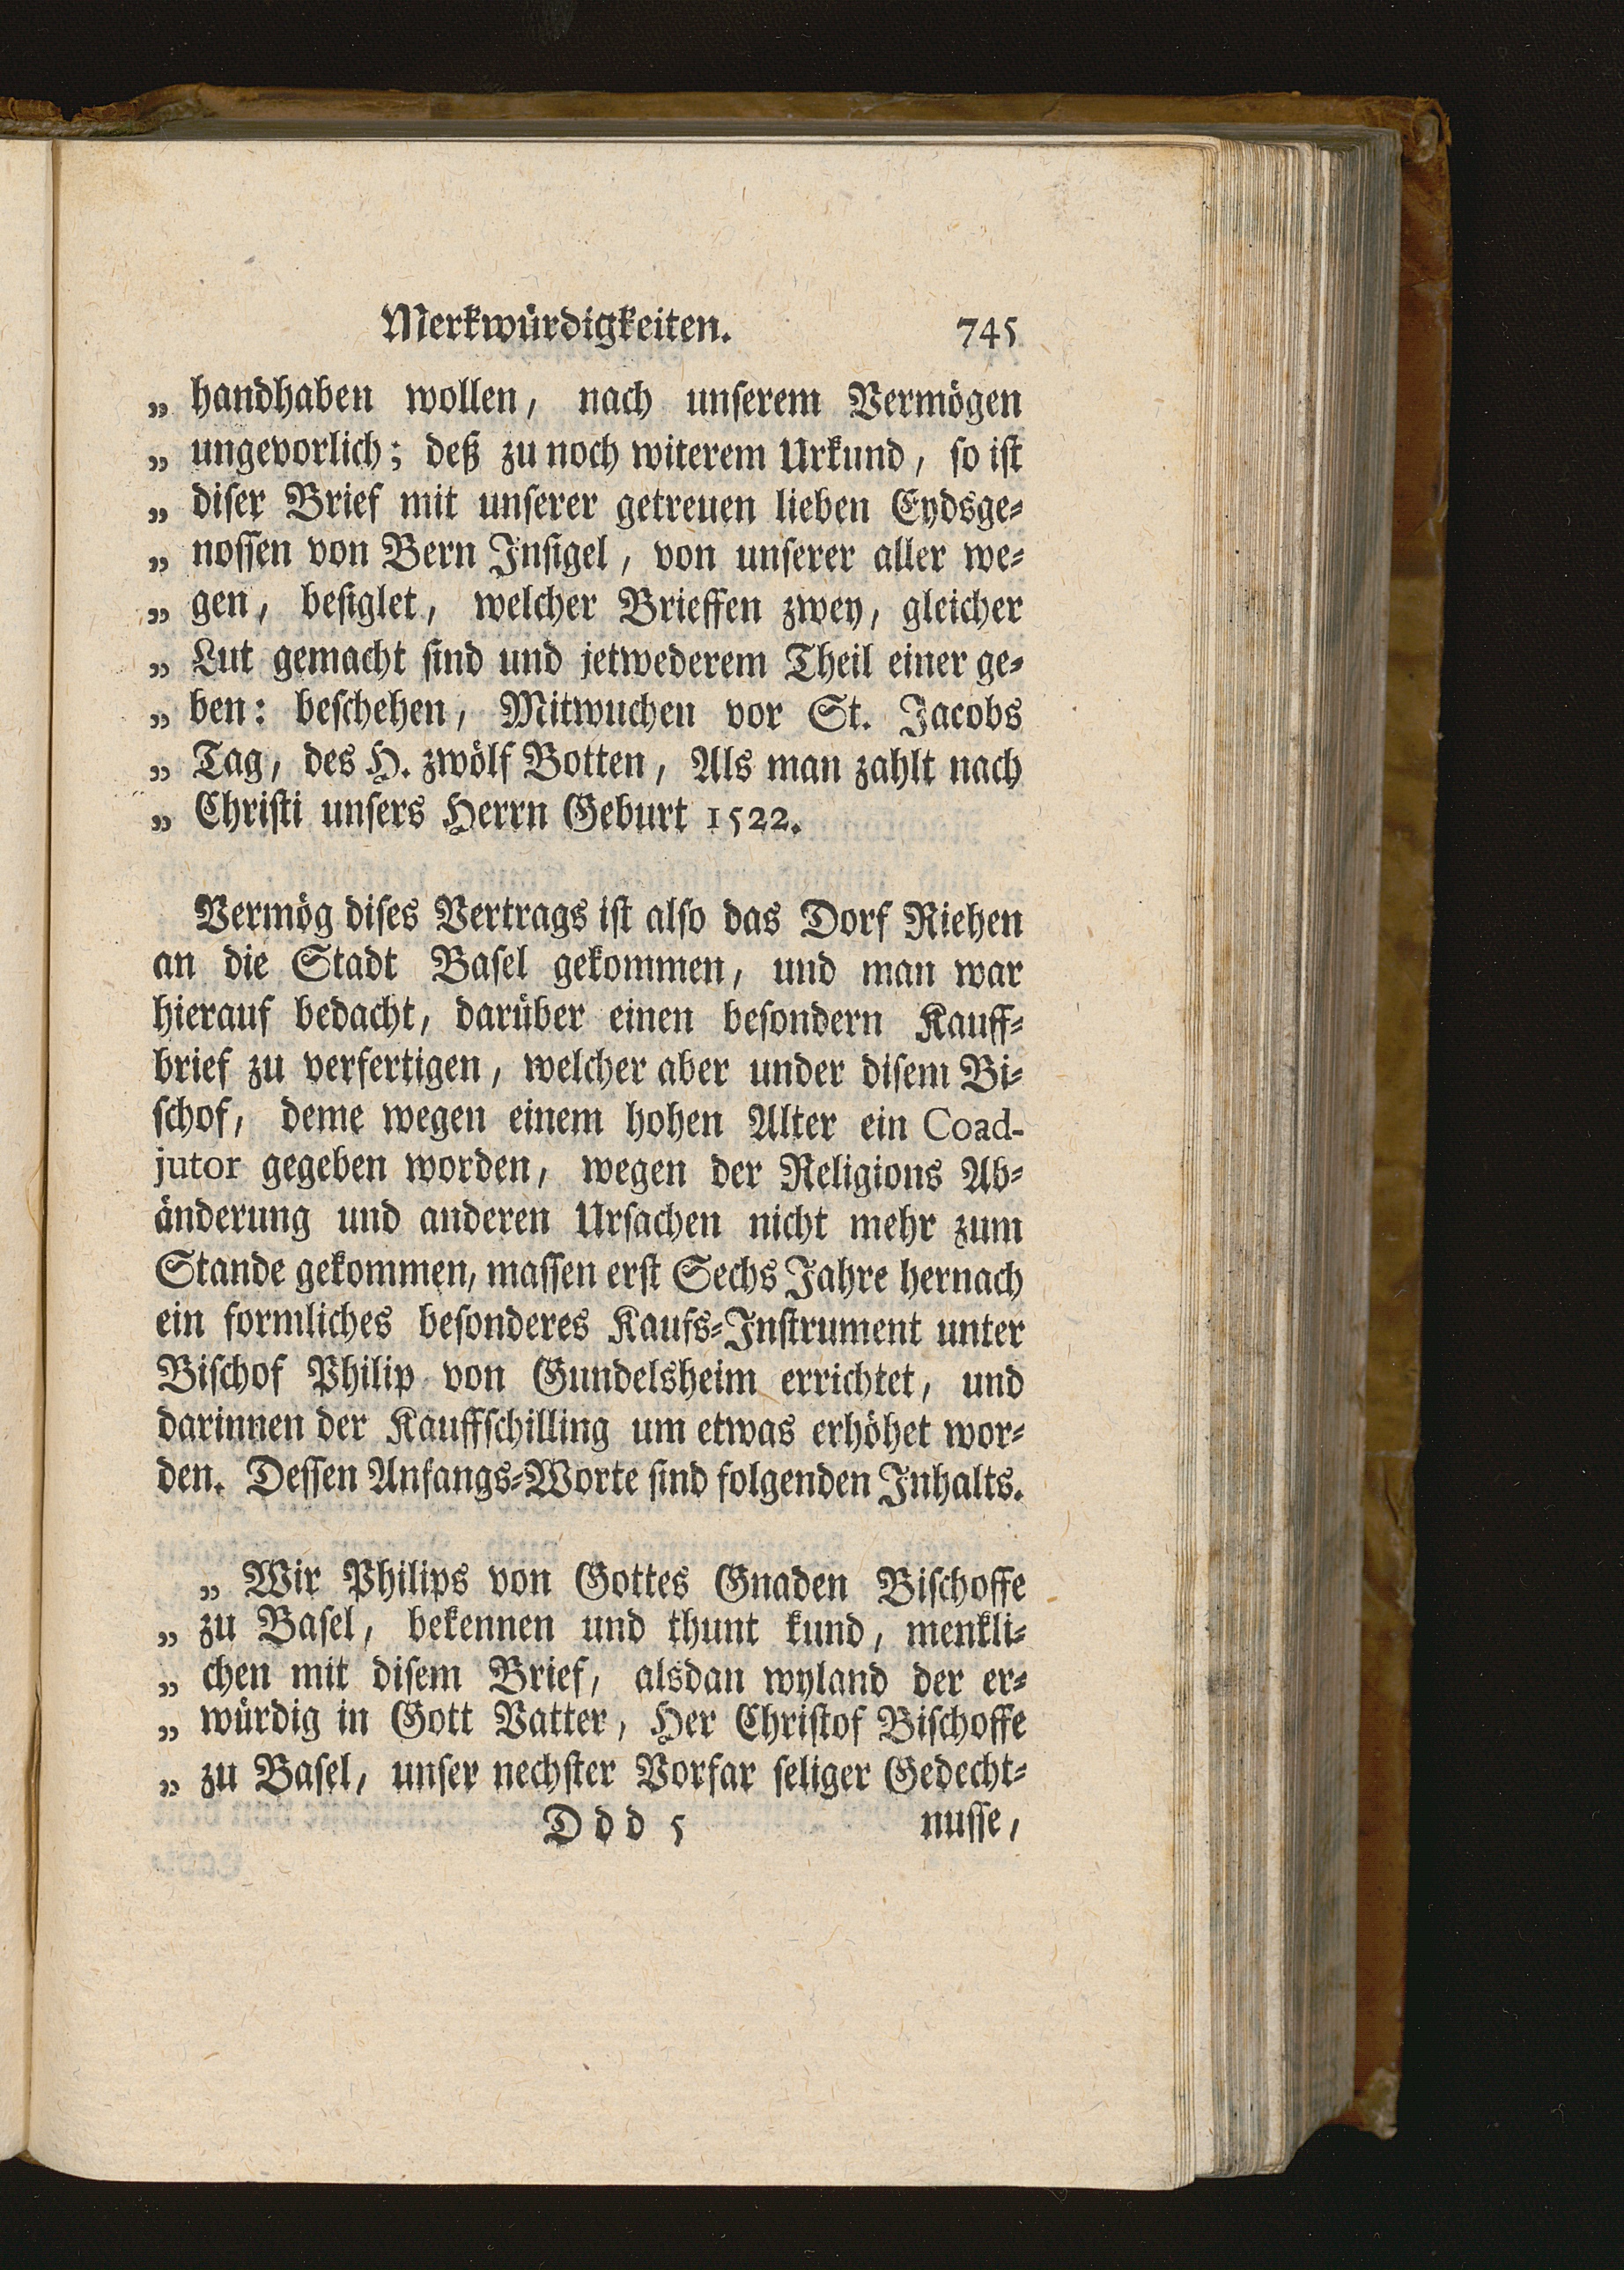 Merkwürdigkeiten. 745
„ handhaben wollen, nach unserem Vermögen
„ ungevorlich; deß zu noch witerem Urkund, so ist
„ diser Brief mit unserer getreuen lieben Eydsge-
„ nossen von Bern Insigel, von unserer aller we-
„ gen, besiglet, welcher Brieffen zwey, gleicher
„ Lut gemacht sind und jetwederem Theil einer ge-
„ ben: beschehen, Mitwuchen vor St. Jacobs
„ Tag, des H. zwölf Botten, Als man zahlt nach
„ Christi unsers Herrn Geburt 1522.
Vermög dises Vertrags ist also das Dorf Riehen
an die Stadt Basel gekommen, und man war
hierauf bedacht, darüber einen besondern Kauff-
brief zu verfertigen, welcher aber under disem Bi-
schof, deme wegen einem hohen Alter ein Coad-
jutor gegeben worden, wegen der Religions Ab-
änderung und anderen Ursachen nicht mehr zum
Stande gekommen, massen erst Sechs Jahre hernach
ein formliches besonderes Kaufs-Instrument unter
Bischof Philip von Gundelsheim errichtet, und
darinnen der Kauffschilling um etwas erhöhet wor-
den. Dessen Anfangs-Worte sind folgenden Inhalts.
„ Wir Philips von Gottes Gnaden Bischoffe
„ zu Basel, bekennen und thunt kund, menkli-
„ chen mit disem Brief, alsdan wyland der er-
„ würdig in Gott Vatter, Her Christof Bischoffe
„ zu Basel, unser nechster Vorfar seliger Gedecht-
Ddd 5 nusse,